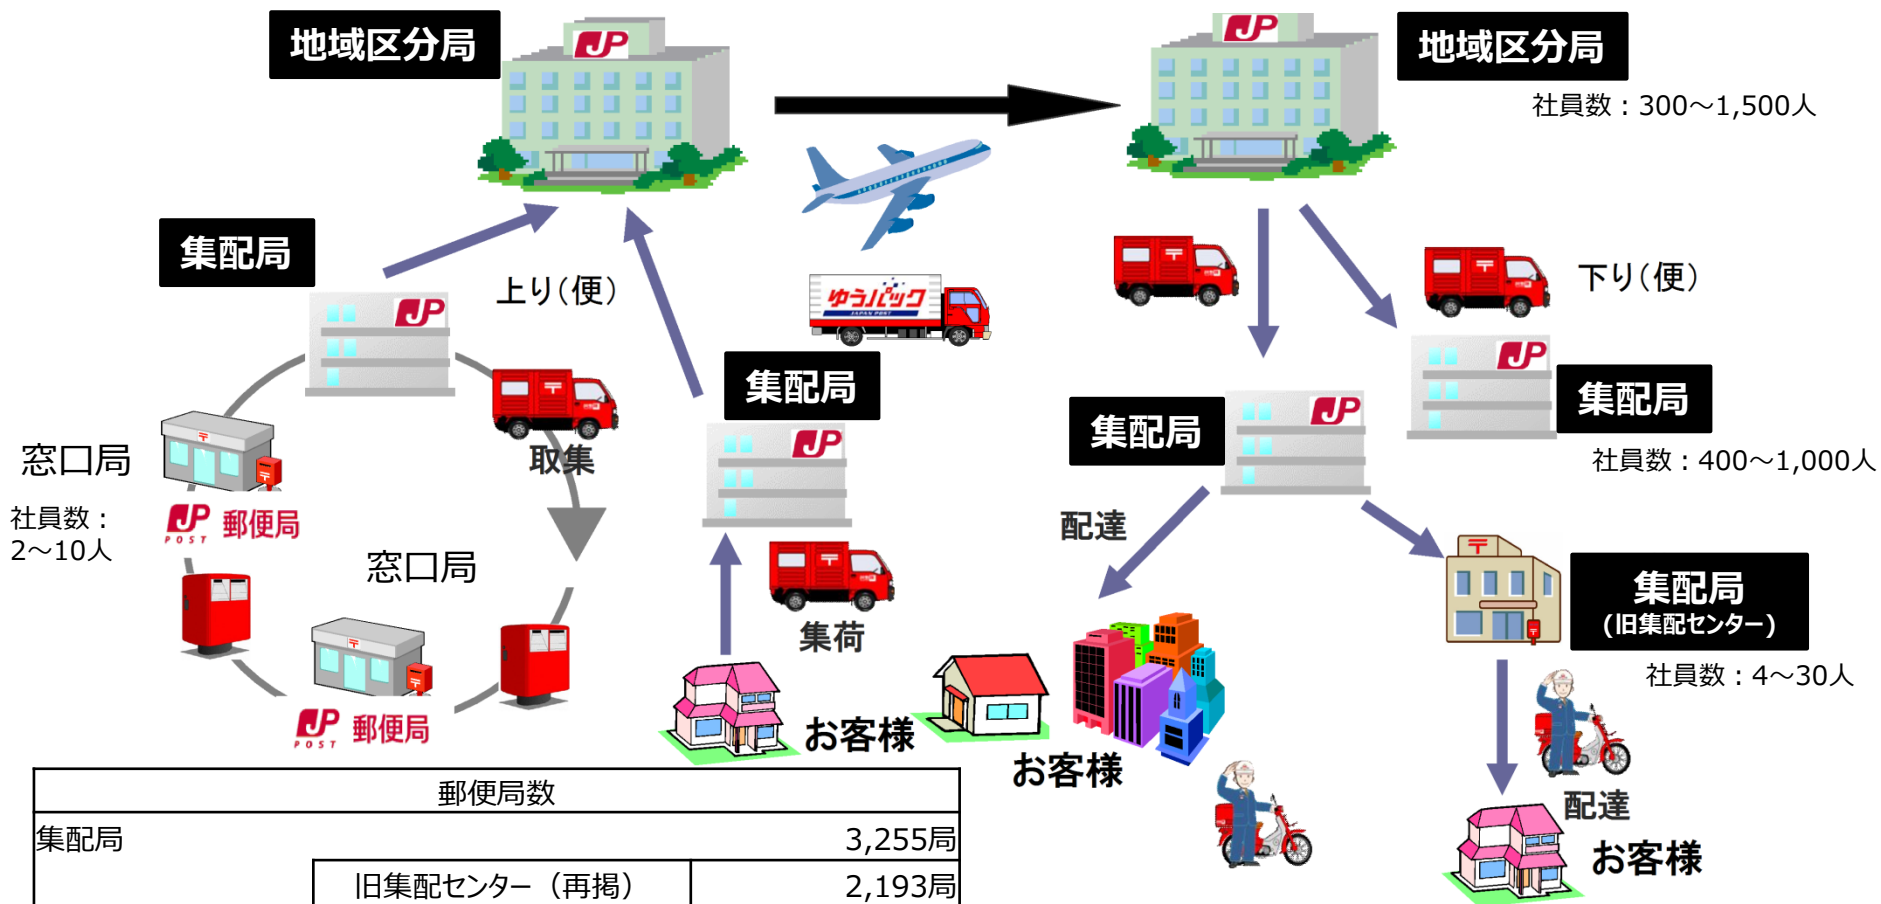 地域区分局
JP
JP
地域区分局
社員数：300～1,500人
集配局
上り（便）
JP
ゆうパック
JAPAN POST
下り（便）
集配局
JP
取集
窓口局
社員数：
2～10人
JP
POST
郵便局
窓口局
JP
POST
郵便局
集荷
お客様
集配局
JP
JP
集配局
社員数：400～1,000人
配達
集配局
(旧集配センター)
社員数：4～30人
お客様
配達
お客様
郵便局数
集配局 3,255局
旧集配センター（再掲） 2,193局